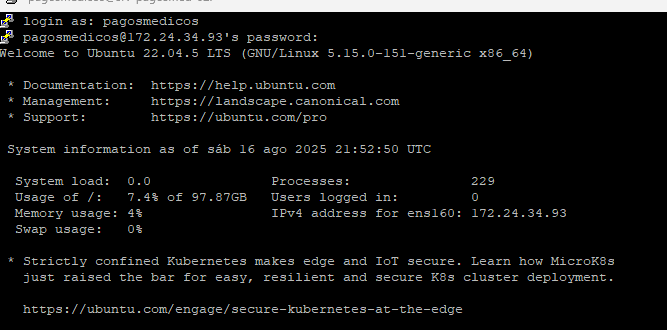 login as: pagosmedicos
pagosmedicos@172.24.34.93's password:
Welcome to Ubuntu 22.04.5 LTS (GNU/Linux 5.15.0-151-generic x86_64)
* Documentation: https://help.ubuntu.com
* Management: https://landscape.canonical.com
* Support: https://ubuntu.com/pro
System information as of sáb 16 ago 2025 21:52:50 UTC
System load: 0.0 Processes: 229
Usage of /: 7.4% of 97.87GB Users logged in: 0
Memory usage: 4% IPv4 address for ens160: 172.24.34.93
Swap usage: 0%
* Strictly confined Kubernetes makes edge and IoT secure. Learn how MicroK8s
just raised the bar for easy, resilient and secure K8s cluster deployment.
https://ubuntu.com/engage/secure-kubernetes-at-the-edge